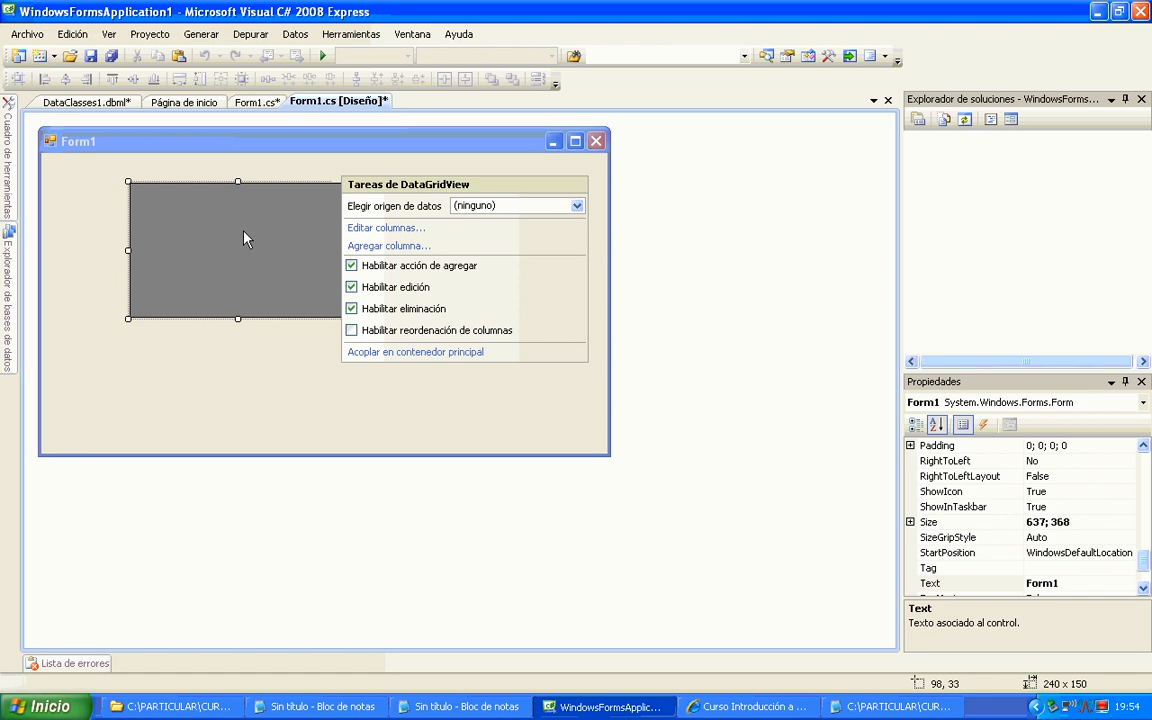 WindowsFormsApplication1 - Microsoft Visual C# 2008 Express
Archivo Edición Ver Proyecto Generar Depurar Datos Herramientas Ventana Ayuda
DataClasses1.dbml* Página de inicio Form1.cs* Form1.cs [Diseño]*
Explorador de soluciones - WindowsForms...
Cuadro de herramientas
Explorador de bases de datos
Form1
Tareas de DataGridView
Elegir origen de datos (ninguno)
Editar columnas...
Agregar columna...
Habilitar acción de agregar
Habilitar edición
Habilitar eliminación
Habilitar reordenación de columnas
Acoplar en contenedor principal
Propiedades
Form1 System.Windows.Forms.Form
Padding 0; 0; 0; 0
RightToLeft No
RightToLeftLayout False
ShowIcon True
ShowInTaskbar True
Size 637; 368
SizeGripStyle Auto
StartPosition WindowsDefaultLocation
Tag
Text Form1
Text
Texto asociado al control.
Lista de errores
98, 33 240 x 150
Inicio C:\PARTICULAR\CUR... Sin título - Bloc de notas Sin título - Bloc de notas WindowsFormsApplic... Curso Introducción a ... C:\PARTICULAR\CUR... 19:54